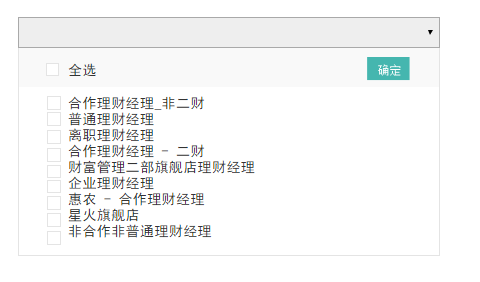 全选
确定
合作理财经理_非二财
普通理财经理
离职理财经理
合作理财经理 - 二财
财富管理二部旗舰店理财经理
企业理财经理
惠农 - 合作理财经理
星火旗舰店
非合作非普通理财经理